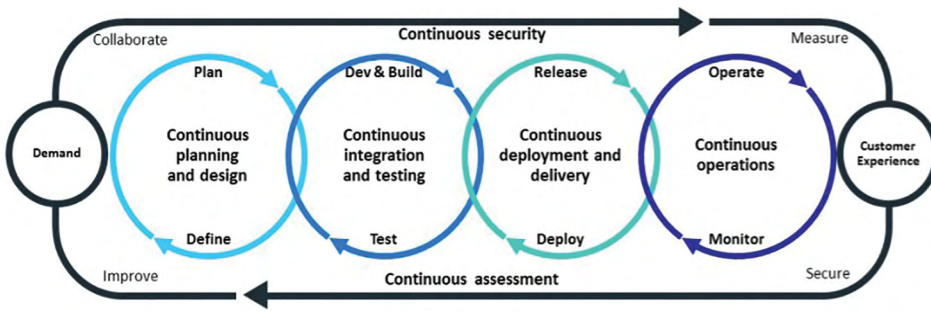 Collaborate
Continuous security
Measure
Plan
Dev & Build
Release
Operate
Demand
Continuous
planning
and design
Continuous
integration
and testing
Continuous
deployment and
delivery
Continuous
operations
Customer
Experience
Define
Test
Deploy
Monitor
Improve
Continuous assessment
Secure